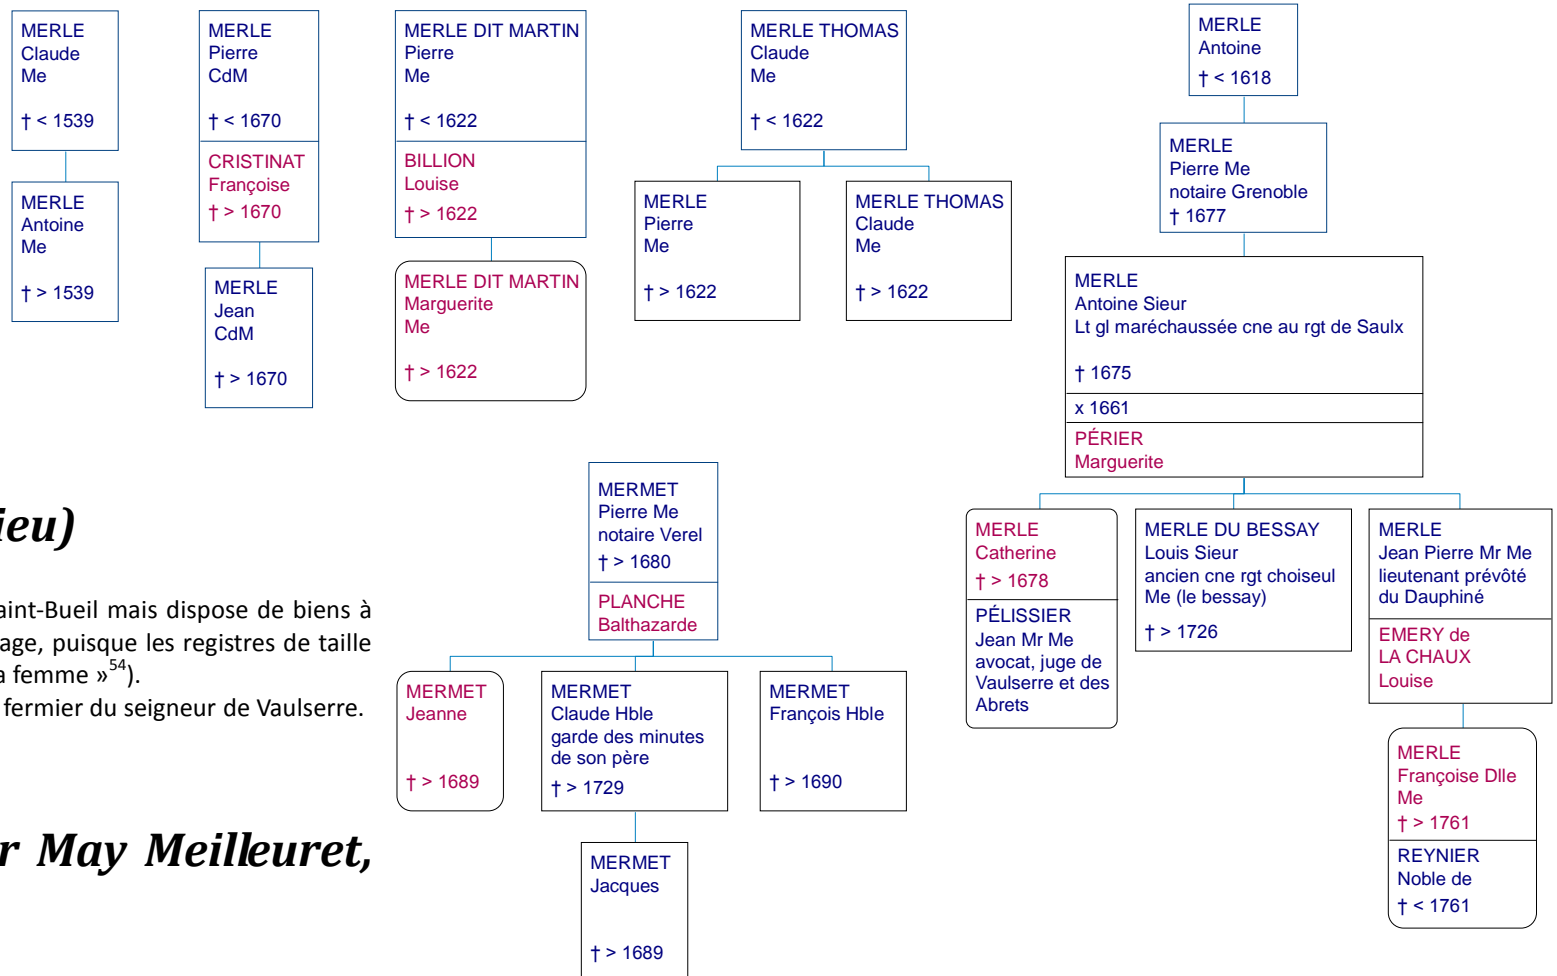 MERLE
Claude
Me
† < 1539
MERLE
Antoine
Me
† > 1539
MERLE
Pierre
CdM
† < 1670
CRISTINAT
Françoise
† > 1670
MERLE
Jean
CdM
† > 1670
MERLE DIT MARTIN
Pierre
Me
† < 1622
BILLION
Louise
† > 1622
MERLE DIT MARTIN
Marguerite
Me
† > 1622
MERLE THOMAS
Claude
Me
† < 1622
MERLE
Pierre
Me
† > 1622
MERLE THOMAS
Claude
Me
† > 1622
MERLE
Antoine
† < 1618
MERLE
Pierre Me
notaire Grenoble
† 1677
MERLE
Antoine Sieur
Lt gl maréchaussée cne au rgt de Saulx
† 1675
x 1661
PÉRIER
Marguerite
MERLE
Catherine
† > 1678
PÉLISSIER
Jean Mr Me
avocat, juge de
Vaulserre et des
Abrets
MERLE DU BESSAY
Louis Sieur
ancien cne rgt choiseul
Me (le bessay)
† > 1726
MERLE
Jean Pierre Mr Me
lieutenant prévôté
du Dauphiné
EMERY de
LA CHAUX
Louise
MERLE
Françoise Dlle
Me
† > 1761
REYNIER
Noble de
† < 1761
ieu)
aint-Bueil mais dispose de biens à
age, puisque les registres de taille
a femme »54).
fermier du seigneur de Vaulserre.
r May Meilleuret,
MERMET
Pierre Me
notaire Verel
† > 1680
PLANCHE
Balthazarde
MERMET
Jeanne
† > 1689
MERMET
Claude Hble
garde des minutes
de son père
† > 1729
MERMET
François Hble
† > 1690
MERMET
Jacques
† > 1689